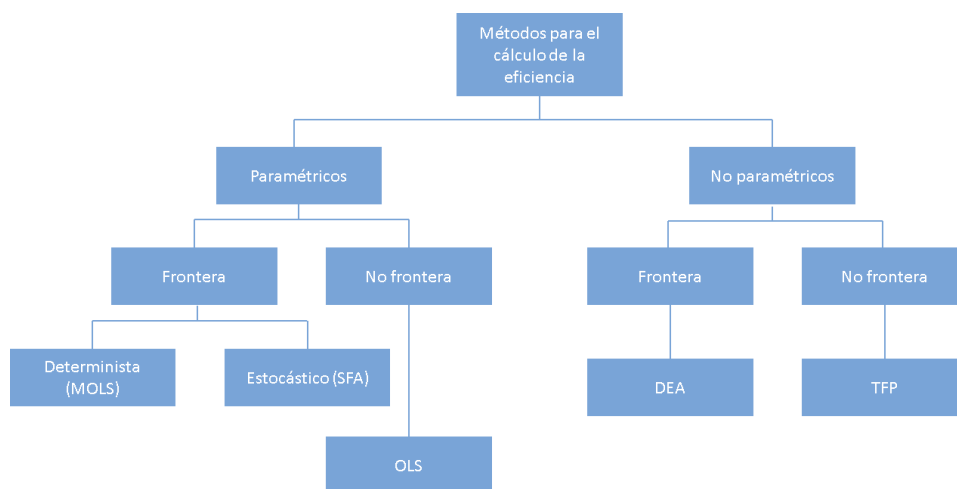 Métodos para el
cálculo de la
eficiencia
Paramétricos
No paramétricos
Frontera
No frontera
Frontera
No frontera
Determinista
(MOLS)
Estocástico (SFA)
DEA
TFP
OLS